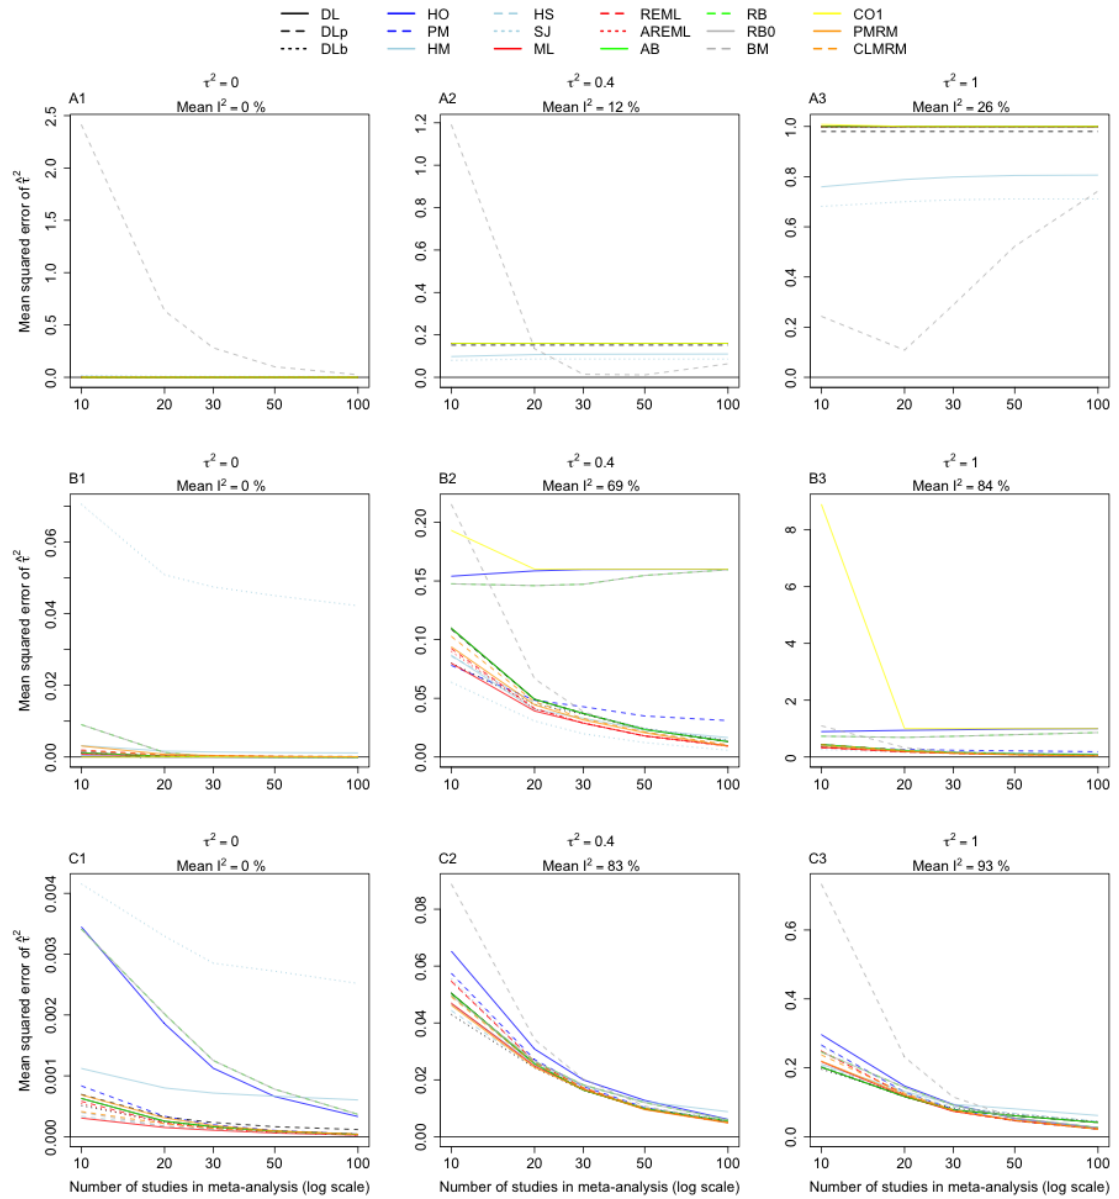 DL HO HS REML RB CO1
DLp PM SJ AREML RB0 PMRM
DLb HM ML AB BM CLMRM
τ² = 0
A1
Mean I² = 0 %
τ² = 0.4
A2
Mean I² = 12 %
τ² = 1
A3
Mean I² = 26 %
Mean squared error of τ̂²
2.5
2.0
1.5
1.0
0.5
0.0
10 20 30 50 100
1.2
1.0
0.8
0.6
0.4
0.2
0.0
10 20 30 50 100
1.0
0.8
0.6
0.4
0.2
0.0
10 20 30 50 100
τ² = 0
B1
Mean I² = 0 %
τ² = 0.4
B2
Mean I² = 69 %
τ² = 1
B3
Mean I² = 84 %
Mean squared error of τ̂²
0.06
0.04
0.02
0.00
10 20 30 50 100
0.20
0.15
0.10
0.05
0.00
10 20 30 50 100
8
6
4
2
0
10 20 30 50 100
τ² = 0
C1
Mean I² = 0 %
τ² = 0.4
C2
Mean I² = 83 %
τ² = 1
C3
Mean I² = 93 %
Mean squared error of τ̂²
0.004
0.003
0.002
0.001
0.000
10 20 30 50 100
Number of studies in meta-analysis (log scale)
0.08
0.06
0.04
0.02
0.00
10 20 30 50 100
Number of studies in meta-analysis (log scale)
0.6
0.4
0.2
0.0
10 20 30 50 100
Number of studies in meta-analysis (log scale)